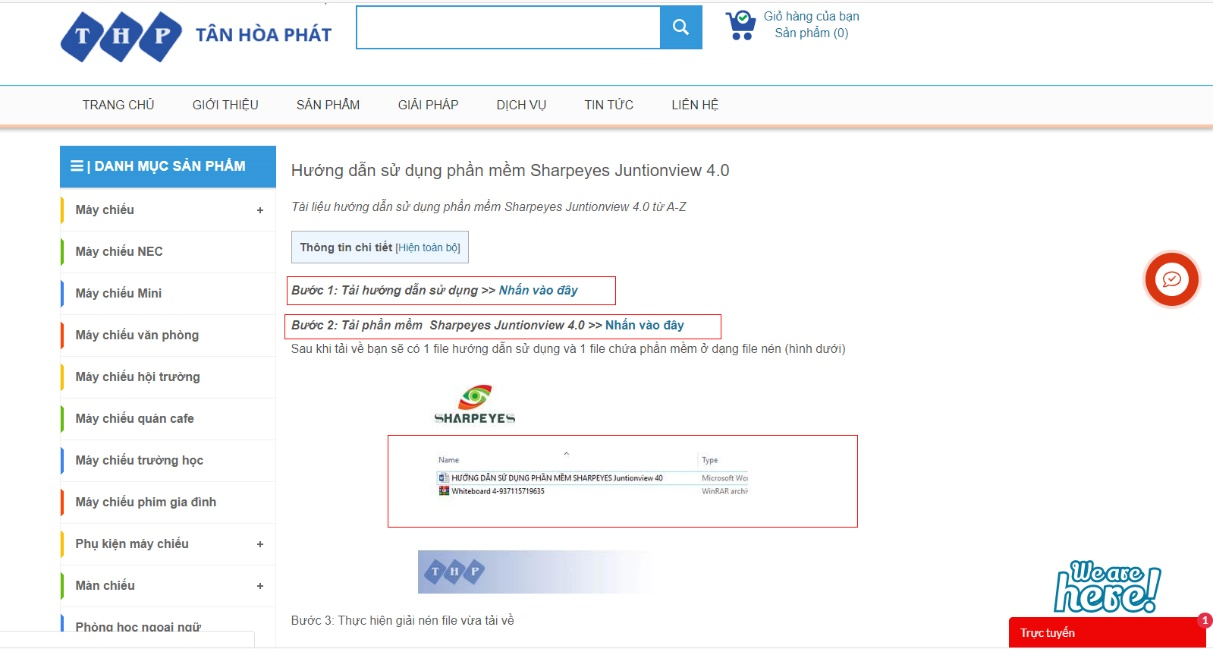 T H P TÂN HÒA PHÁT
Giỏ hàng của bạn
Sản phẩm (0)
TRANG CHỦ GIỚI THIỆU SẢN PHẨM GIẢI PHÁP DỊCH VỤ TIN TỨC LIÊN HỆ
| DANH MỤC SẢN PHẨM
Máy chiếu +
Máy chiếu NEC
Máy chiếu Mini
Máy chiếu văn phòng
Máy chiếu hội trường
Máy chiếu quán cafe
Máy chiếu trường học
Máy chiếu phim gia đình
Phụ kiện máy chiếu +
Màn chiếu +
Phòng học ngoại ngữ
Hướng dẫn sử dụng phần mềm Sharpeyes Juntionview 4.0
Tài liệu hướng dẫn sử dụng phần mềm Sharpeyes Juntionview 4.0 từ A-Z
Thông tin chi tiết [Hiện toàn bộ]
Bước 1: Tải hướng dẫn sử dụng >> Nhấn vào đây
Bước 2: Tải phần mềm Sharpeyes Juntionview 4.0 >> Nhấn vào đây
Sau khi tải về bạn sẽ có 1 file hướng dẫn sử dụng và 1 file chứa phần mềm ở dạng file nén (hình dưới)
SHARPEYES
Name Type
HƯỚNG DẪN SỬ DỤNG PHẦN MỀM SHARPEYES Juntionview 40 Microsoft Wo
Whiteboard 4-937115719635 WinRAR archi
T H P
Bước 3: Thực hiện giải nén file vừa tải về
We are
here!
1
Trực tuyến